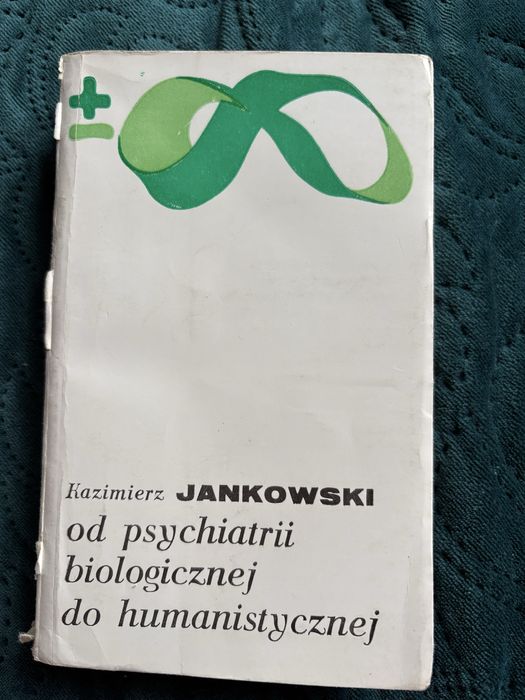 ±∞
Kazimierz JANKOWSKI
od psychiatrii
biologicznej
do humanistycznej